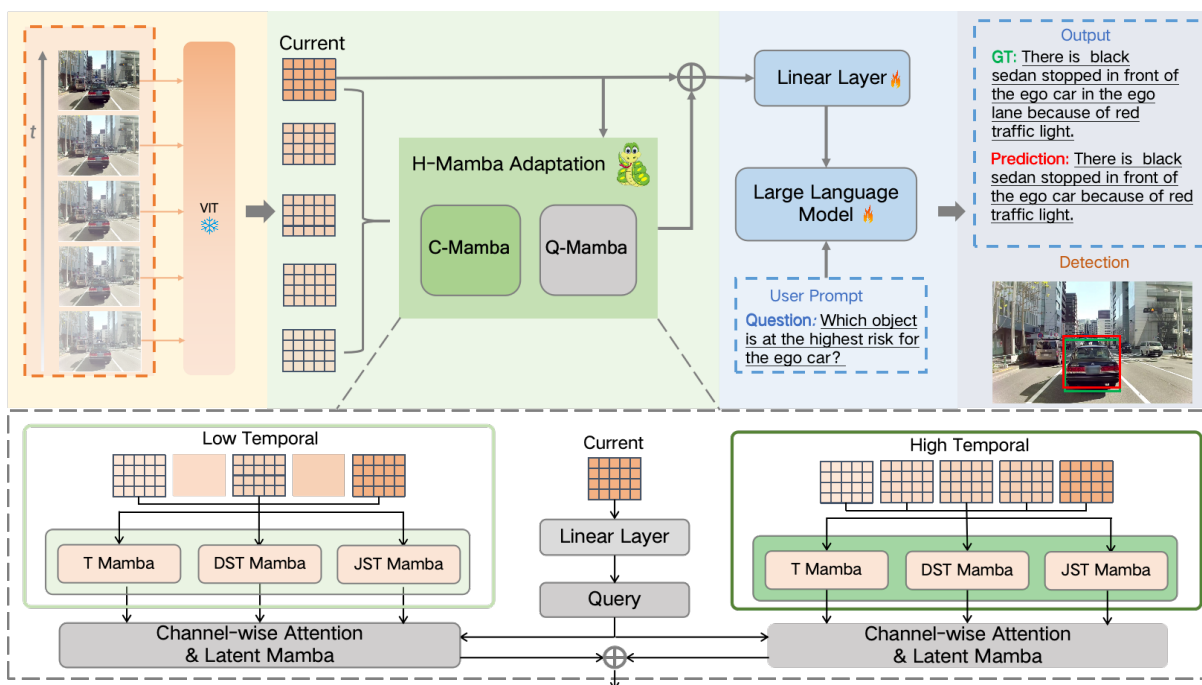 t
VIT
Current
H-Mamba Adaptation
C-Mamba
Q-Mamba
Linear Layer
Large Language
Model
User Prompt
Question: Which object
is at the highest risk for
the ego car?
Output
GT: There is black
sedan stopped in front of
the ego car in the ego
lane because of red
traffic light.
Prediction: There is black
sedan stopped in front of
the ego car because of red
traffic light.
Detection
Low Temporal
T Mamba
DST Mamba
JST Mamba
Channel-wise Attention
& Latent Mamba
Current
Linear Layer
Query
High Temporal
T Mamba
DST Mamba
JST Mamba
Channel-wise Attention
& Latent Mamba